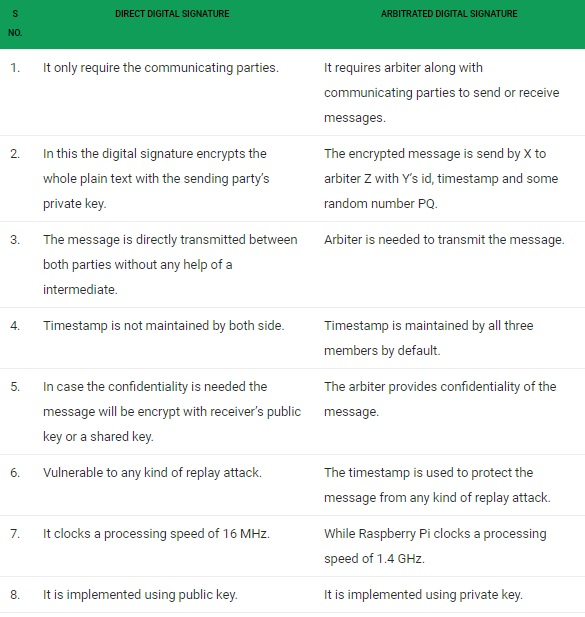 S NO. DIRECT DIGITAL SIGNATURE ARBITRATED DIGITAL SIGNATURE
1. It only require the communicating parties. It requires arbiter along with
communicating parties to send or receive
messages.
2. In this the digital signature encrypts the The encrypted message is send by X to
whole plain text with the sending party's arbiter Z with Y's id, timestamp and some
private key. random number PQ.
3. The message is directly transmitted between Arbiter is needed to transmit the message.
both parties without any help of a
intermediate.
4. Timestamp is not maintained by both side. Timestamp is maintained by all three
members by default.
5. In case the confidentiality is needed the The arbiter provides confidentiality of the
message will be encrypt with receiver's public message.
key or a shared key.
6. Vulnerable to any kind of replay attack. The timestamp is used to protect the
message from any kind of replay attack.
7. It clocks a processing speed of 16 MHz. While Raspberry Pi clocks a processing
speed of 1.4 GHz.
8. It is implemented using public key. It is implemented using private key.